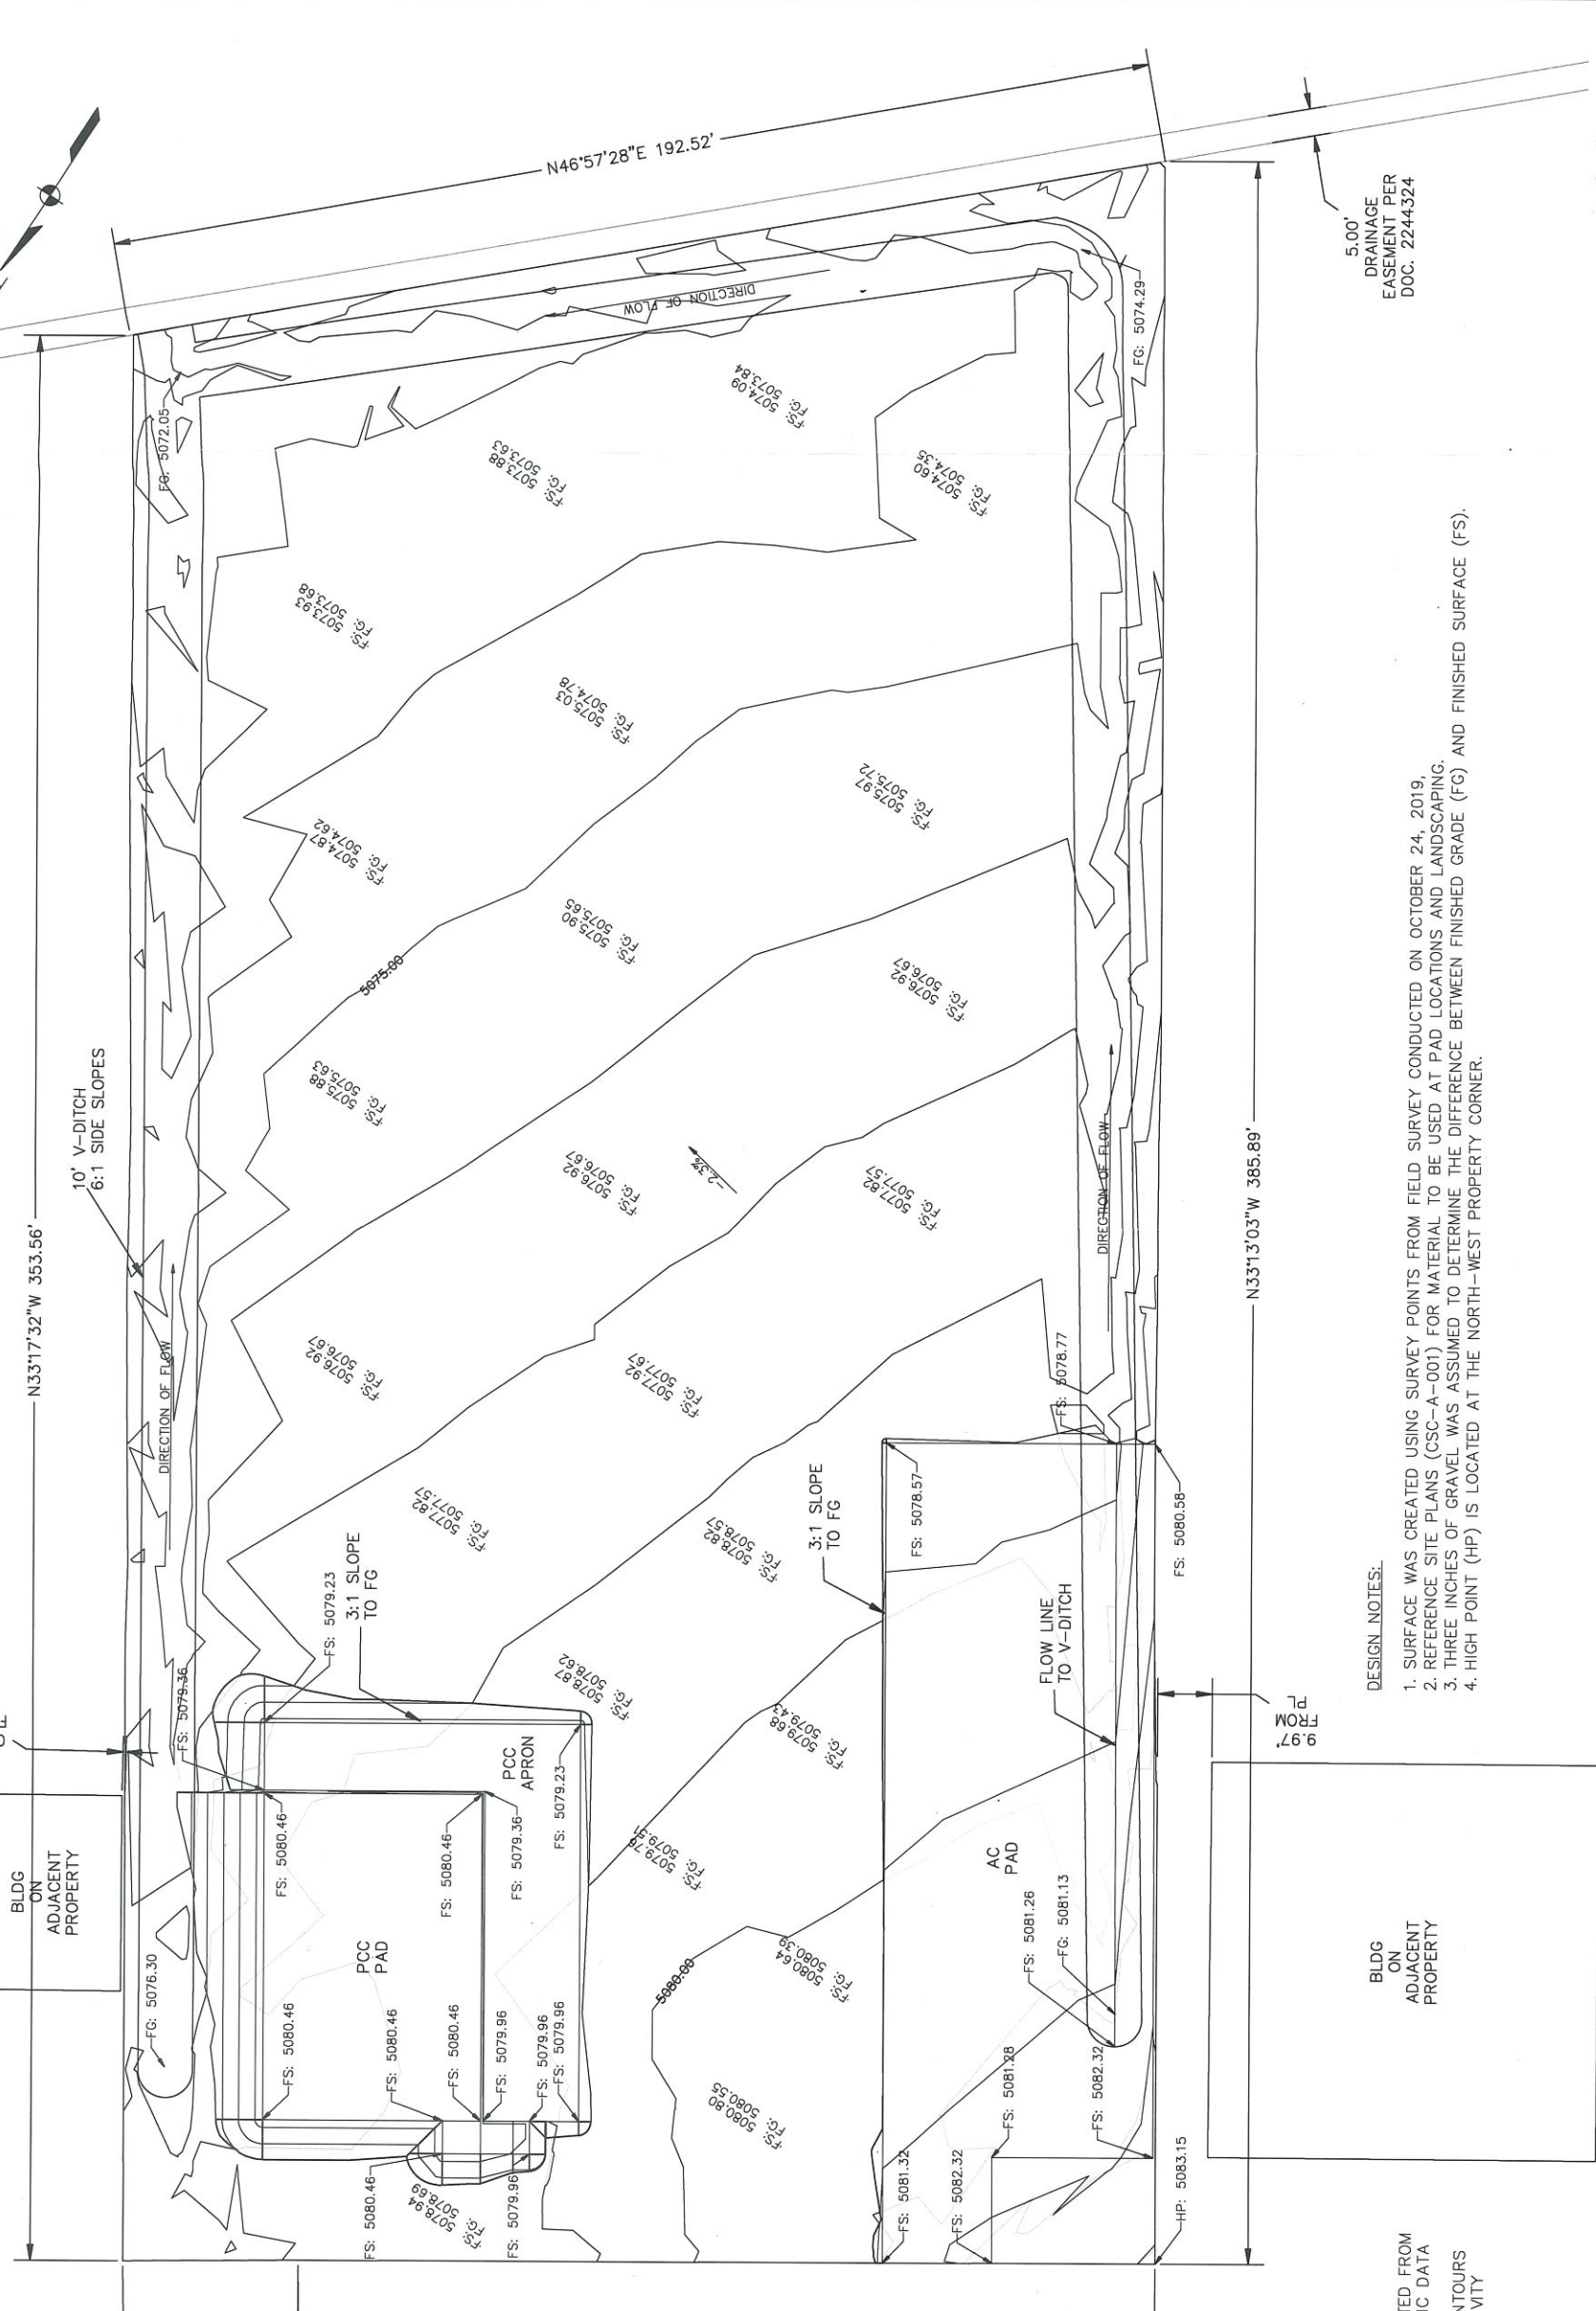 N46°57'28"E 192.52'
5.00'
DRAINAGE
EASEMENT PER
DOC. 2244324
DIRECTION OF FLOW
FG: 5074.29
FG: 5072.05
FS: 5074.09
FG: 5073.84
FS: 5073.88
FG: 5073.63
FS: 5074.60
FG: 5074.35
FS: 5073.93
FG: 5073.68
FS: 5075.03
FG: 5074.78
FS: 5075.97
FG: 5075.72
FS: 5074.87
FG: 5074.62
FS: 5075.90
FG: 5075.65
FS: 5076.92
FG: 5076.67
5075.00
FS: 5075.88
FG: 5075.63
FS: 5076.92
FG: 5076.67
-2.3%
FS: 5077.82
FG: 5077.57
10' V-DITCH
6:1 SIDE SLOPES
N33°17'32"W 353.56'
N33°13'03"W 385.89'
DIRECTION OF FLOW
DIRECTION OF FLOW
FS: 5076.92
FG: 5076.67
FS: 5077.92
FG: 5077.67
FS: 5078.77
FS: 5077.82
FG: 5077.57
FS: 5078.82
FG: 5078.57
3:1 SLOPE
TO FG
FS: 5078.57
FS: 5080.58
FS: 5079.23
3:1 SLOPE
TO FG
FS: 5079.36
FS: 5078.87
FG: 5078.62
FS: 5079.68
FG: 5079.43
FLOW LINE
TO V-DITCH
9.97'
FROM
PL
PCC
APRON
FS: 5079.23
FS: 5080.46
FS: 5080.46
FS: 5079.36
FS: 5079.76
FG: 5079.51
AC
PAD
BLDG
ON
ADJACENT
PROPERTY
PCC
PAD
FS: 5081.26
FG: 5081.13
BLDG
ON
ADJACENT
PROPERTY
FG: 5076.30
5080.00
FS: 5080.64
FG: 5080.39
FS: 5080.46
FS: 5080.46
FS: 5080.46
FS: 5079.96
FS: 5079.96
FS: 5079.96
FS: 5080.80
FG: 5080.55
FS: 5081.28
FS: 5082.32
FS: 5080.46
FS: 5078.94
FG: 5078.69
FS: 5079.96
FS: 5081.32
FS: 5082.32
HP: 5083.15
DESIGN NOTES:
1. SURFACE WAS CREATED USING SURVEY POINTS FROM FIELD SURVEY CONDUCTED ON OCTOBER 24, 2019,
2. REFERENCE SITE PLANS (CSC-A-001) FOR MATERIAL TO BE USED AT PAD LOCATIONS AND LANDSCAPING.
3. THREE INCHES OF GRAVEL WAS ASSUMED TO DETERMINE THE DIFFERENCE BETWEEN FINISHED GRADE (FG) AND FINISHED SURFACE (FS).
4. HIGH POINT (HP) IS LOCATED AT THE NORTH-WEST PROPERTY CORNER.
TED FROM
IC DATA
NTOURS
VITY